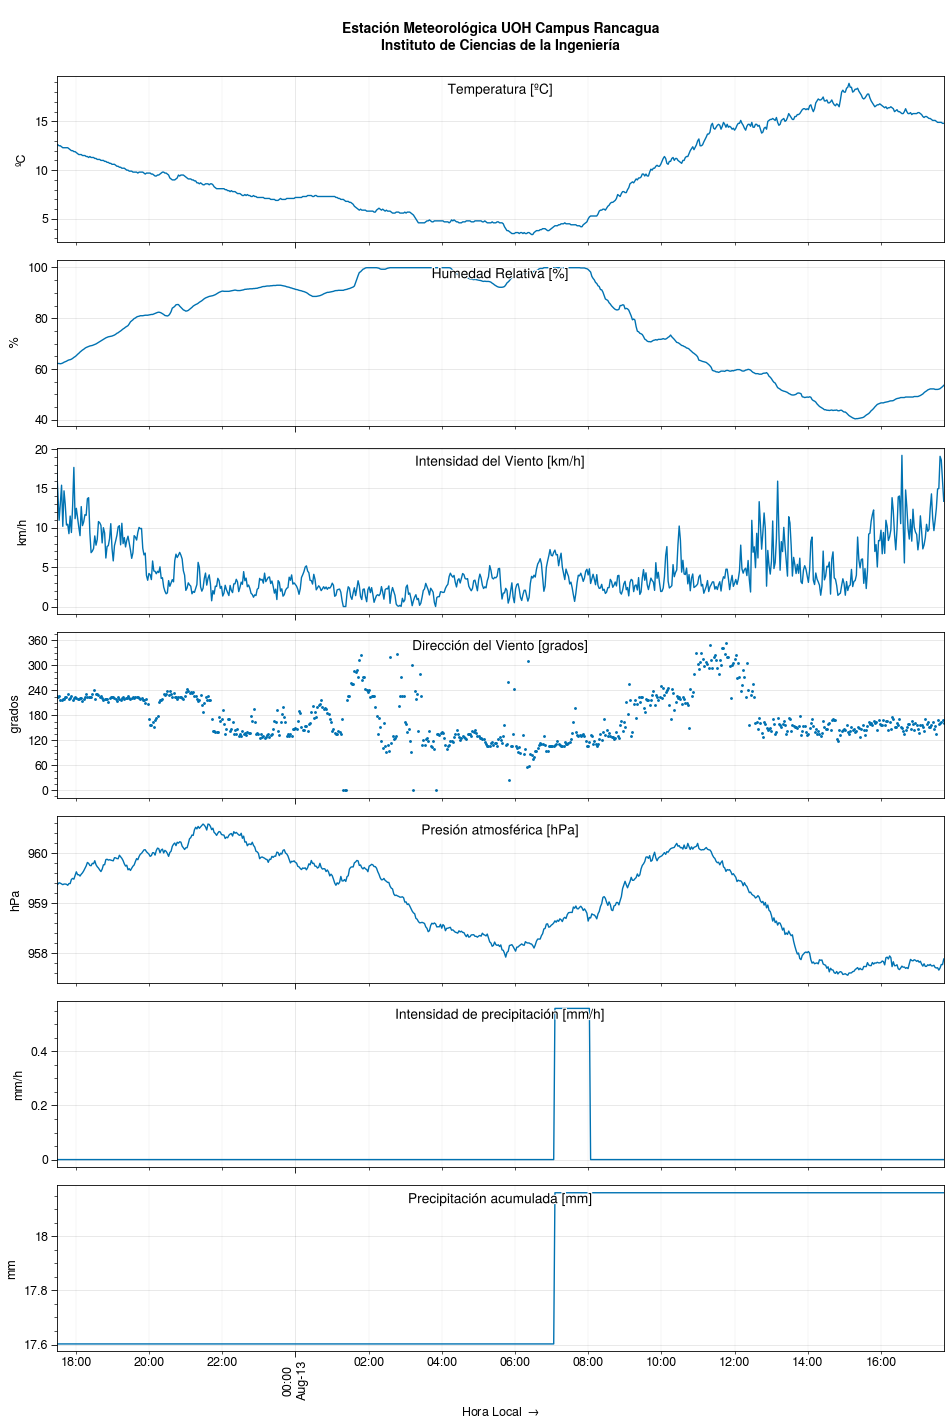 Estación Meteorológica UOH Campus Rancagua
Instituto de Ciencias de la Ingeniería
Temperatura [ºC]
ºC
15
10
5
Humedad Relativa [%]
%
100
80
60
40
Intensidad del Viento [km/h]
km/h
20
15
10
5
0
Dirección del Viento [grados]
grados
360
300
240
180
120
60
0
Presión atmosférica [hPa]
hPa
960
959
958
Intensidad de precipitación [mm/h]
mm/h
0.4
0.2
0
Precipitación acumulada [mm]
mm
18
17.8
17.6
18:00 20:00 22:00 00:00 02:00 04:00 06:00 08:00 10:00 12:00 14:00 16:00
Aug-13
Hora Local →